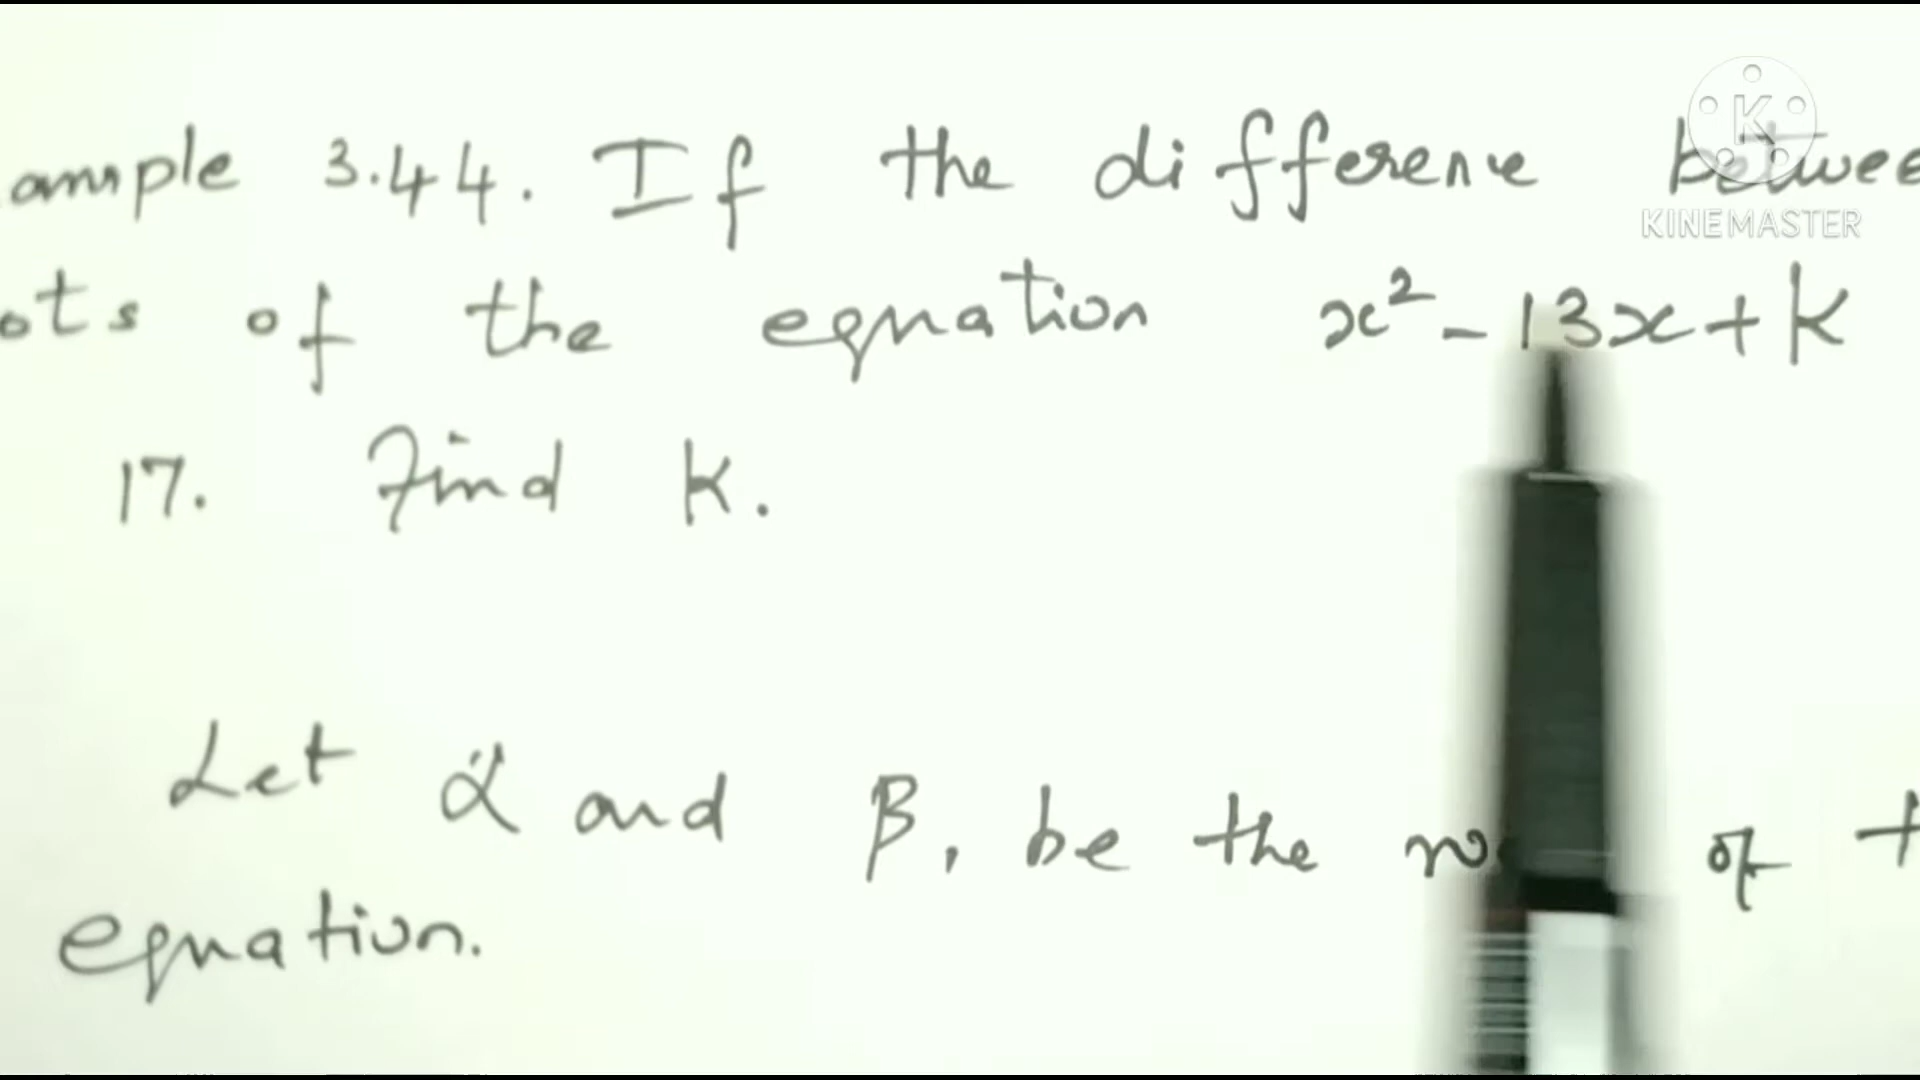 ample 3.44. If the difference betwee
ots of the equation x² - 13x + K
17. Find K.
Let α and β, be the of
equation.
KINEMASTER